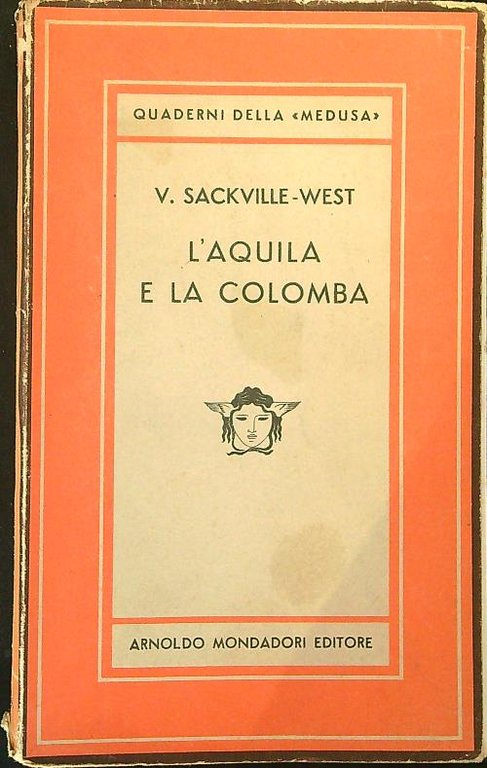 QUADERNI DELLA «MEDUSA»
V. SACKVILLE-WEST
L'AQUILA
E LA COLOMBA
ARNOLDO MONDADORI EDITORE